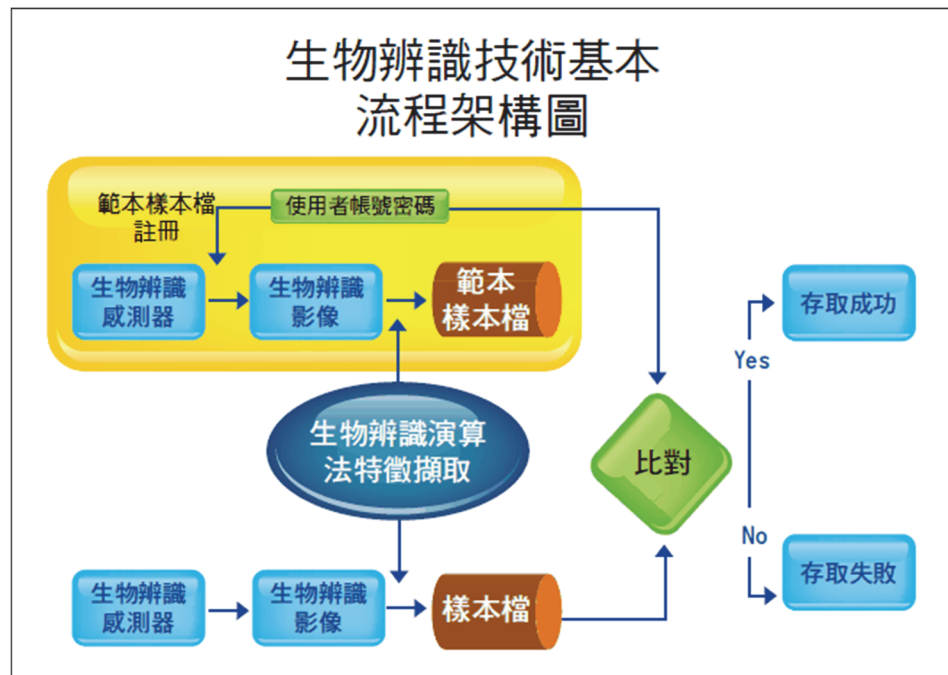 生物辨識技術基本
流程架構圖
範本樣本檔
註冊
使用者帳號密碼
生物辨識
感測器
生物辨識
影像
範本
樣本檔
存取成功
Yes
生物辨識演算
法特徵擷取
比對
No
存取失敗
生物辨識
感測器
生物辨識
影像
樣本檔